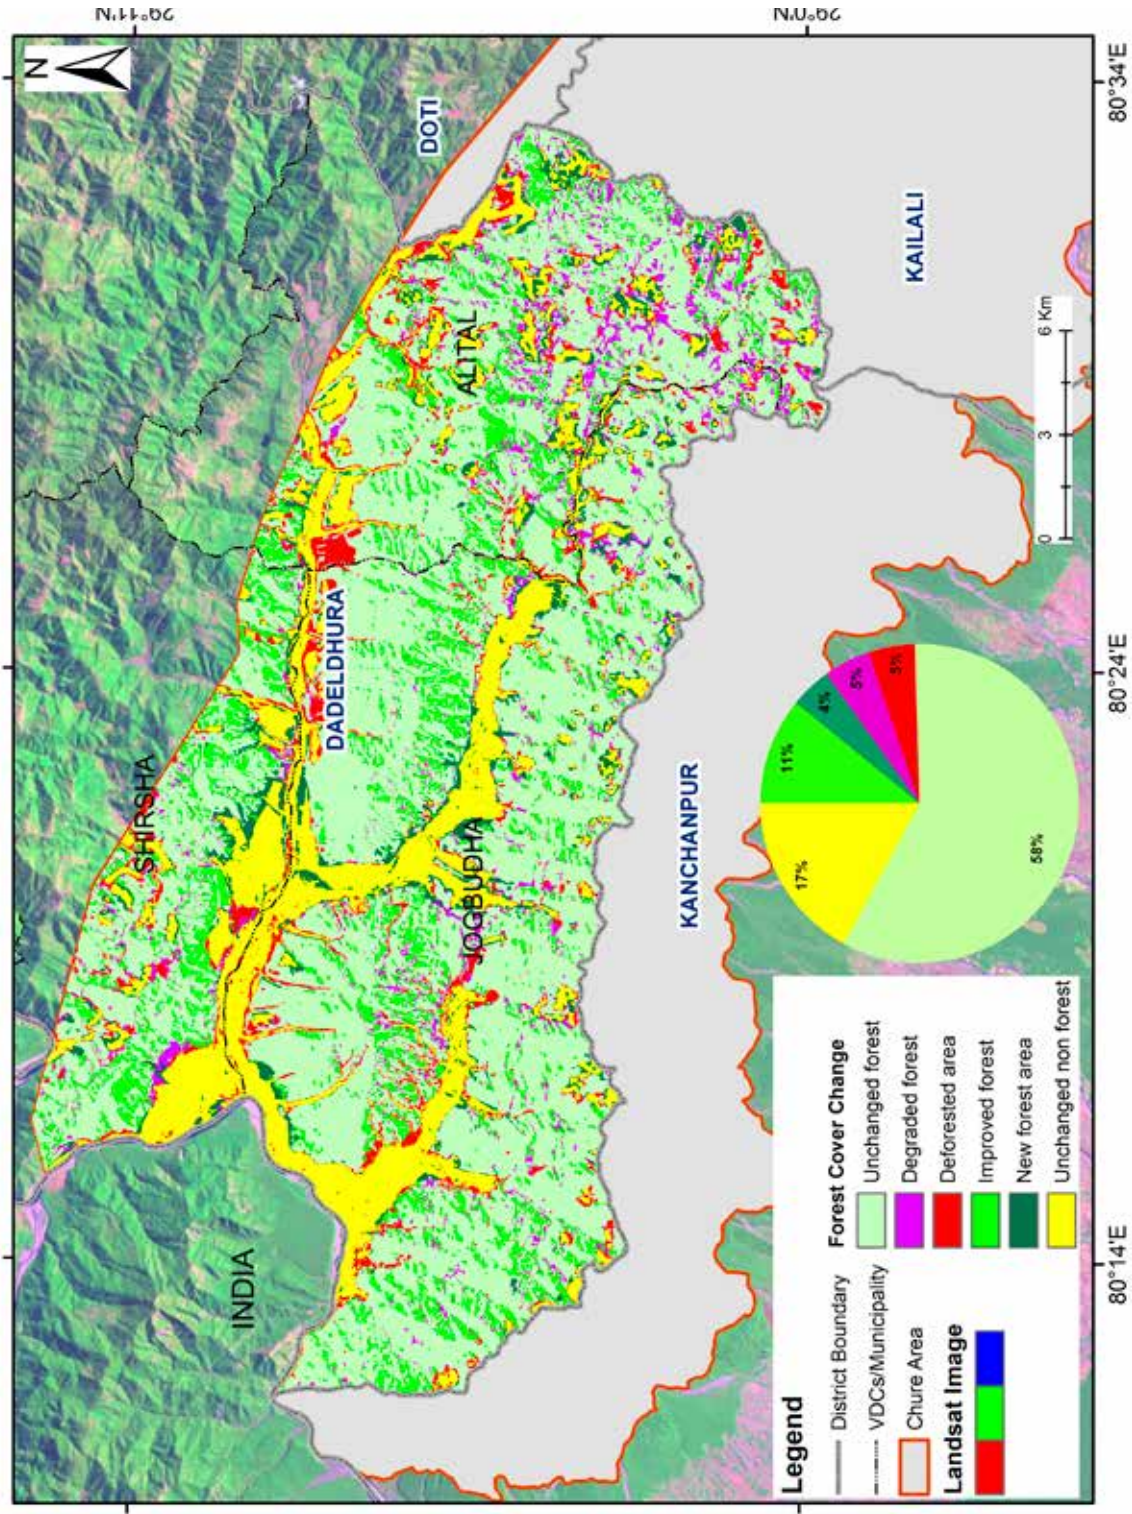 29°11'N
29°0'N
N
80°34'E
80°24'E
80°14'E
DOTI
KAILALI
ALITAL
DADELDHURA
SHIRSHA
JOGBUDHA
KANCHANPUR
INDIA
0 3 6 Km
58%
17%
11%
4%
5%
5%
Legend
District Boundary
VDCs/Municipality
Chure Area
Landsat Image
Forest Cover Change
Unchanged forest
Degraded forest
Deforested area
Improved forest
New forest area
Unchanged non forest